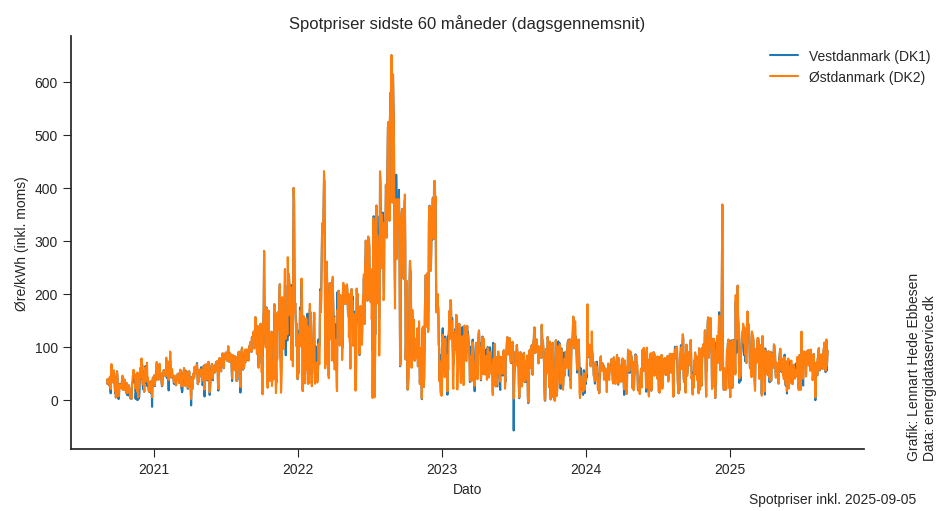 Spotpriser sidste 60 måneder (dagsgennemsnit)
Vestdanmark (DK1)
Østdanmark (DK2)
Øre/kWh (inkl. moms)
600
500
400
300
200
100
0
2021
2022
2023
2024
2025
Dato
Grafik: Lennart Hede Ebbesen
Data: energidataservice.dk
Spotpriser inkl. 2025-09-05